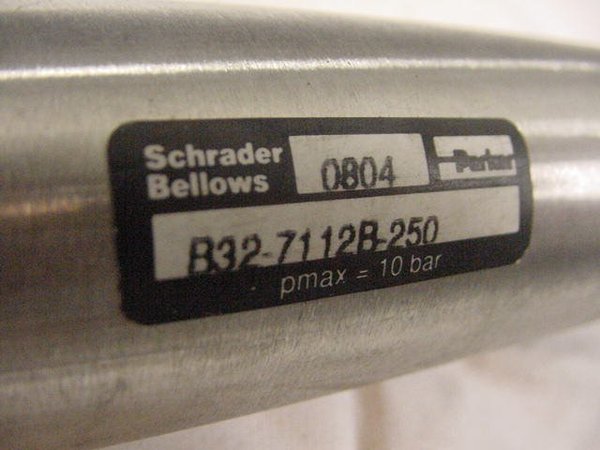 Schrader
Bellows
0804
Parker
B32-7112B-250
pmax = 10 bar